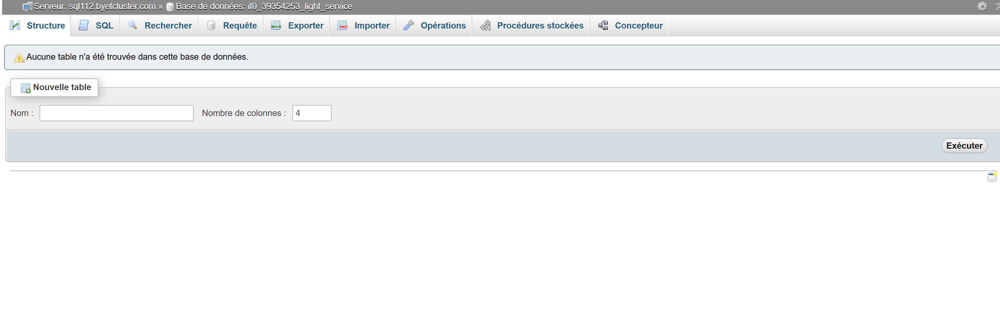 Serveur: sql112.byetcluster.com » Base de données: if0_39354253_light_service
Structure SQL Rechercher Requête Exporter Importer Opérations Procédures stockées Concepteur
Aucune table n'a été trouvée dans cette base de données.
Nouvelle table
Nom : Nombre de colonnes : 4
Exécuter